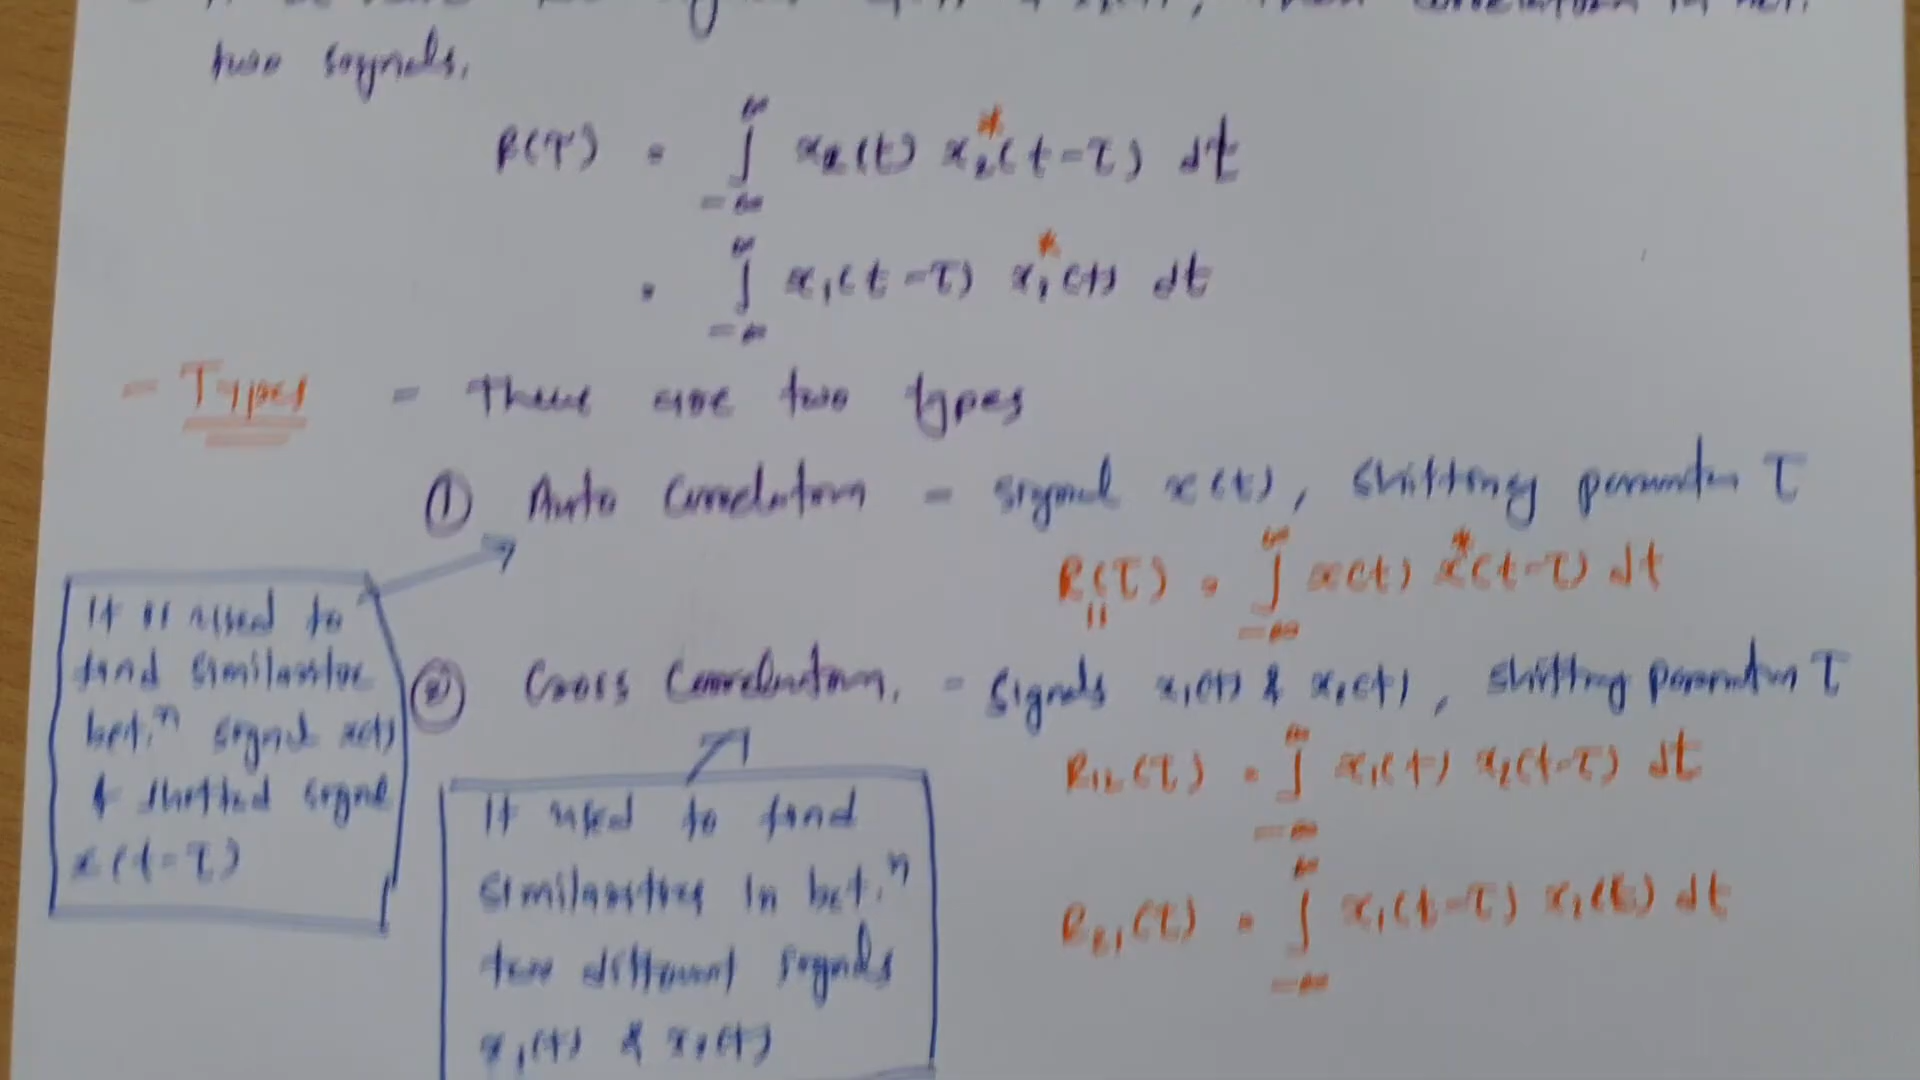 two signals.
R(τ) = ∫ x₂(t) x₂*(t-τ) dt
∞
-∞
= ∫ x₁(t-τ) x₁*(t) dt
∞
-∞
- Types - There are two types
① Auto Correlation - signal x(t), shifting parameter τ
R₁₁(τ) = ∫ x(t) x*(t-τ) dt
∞
-∞
It is used to
find similarities
bet.ⁿ signal x(t)
& shifted signal
x(t-τ)
② Cross Correlation. - signals x₁(t) & x₂(t), shifting parameter τ
R₁₂(τ) = ∫ x₁(t) x₂(t-τ) dt
∞
-∞
R₂₁(τ) = ∫ x₁(t-τ) x₂(t) dt
∞
-∞
It used to find
similarities in bet.ⁿ
two different signals
x₁(t) & x₂(t)